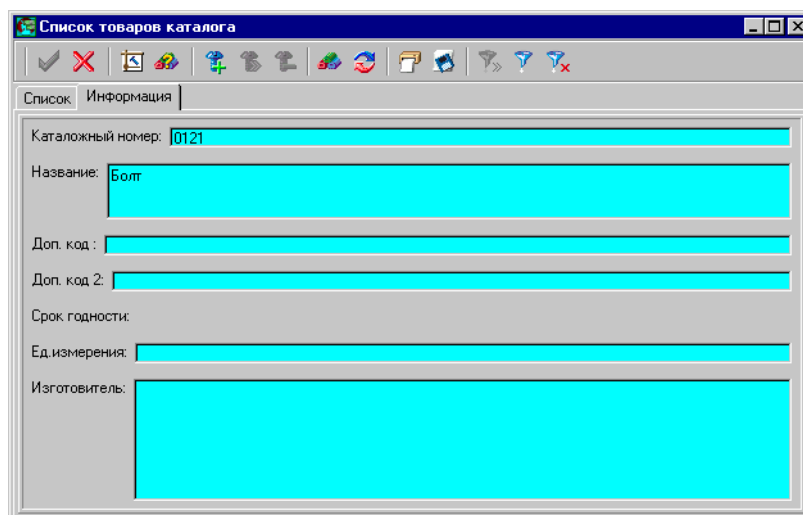 Список товаров каталога
Список Информация
Каталожный номер: 0121
Название: Болт
Доп. код :
Доп. код 2:
Срок годности:
Ед.измерения:
Изготовитель: